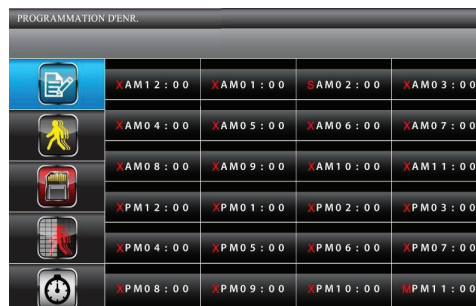 PROGRAMMATION D'ENR.
XAM12:00 XAM01:00 SAM02:00 XAM03:00
XAM04:00 XAM05:00 XAM06:00 XAM07:00
XAM08:00 XAM09:00 XAM10:00 XAM11:00
XPM12:00 XPM01:00 XPM02:00 XPM03:00
XPM04:00 XPM05:00 XPM06:00 XPM07:00
XPM08:00 XPM09:00 XPM10:00 MPM11:00